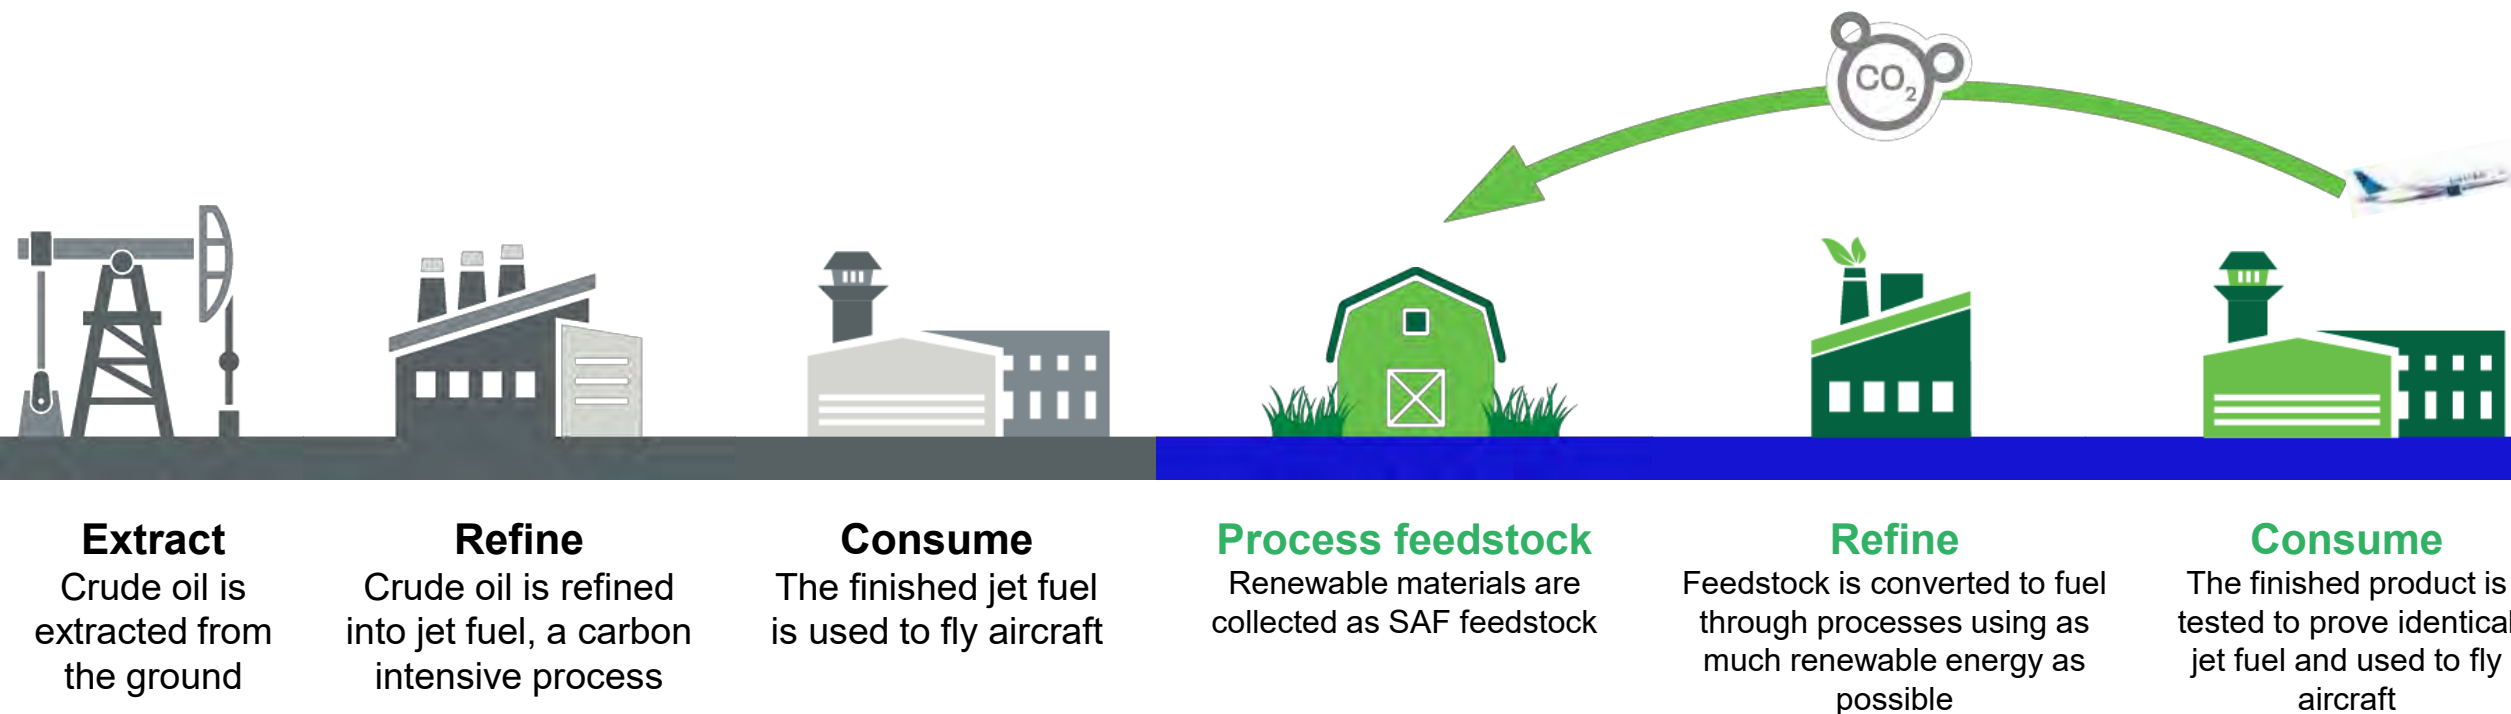 CO2
Extract
Crude oil is
extracted from
the ground
Refine
Crude oil is refined
into jet fuel, a carbon
intensive process
Consume
The finished jet fuel
is used to fly aircraft
Process feedstock
Renewable materials are
collected as SAF feedstock
Refine
Feedstock is converted to fuel
through processes using as
much renewable energy as
possible
Consume
The finished product is
tested to prove identical
jet fuel and used to fly
aircraft